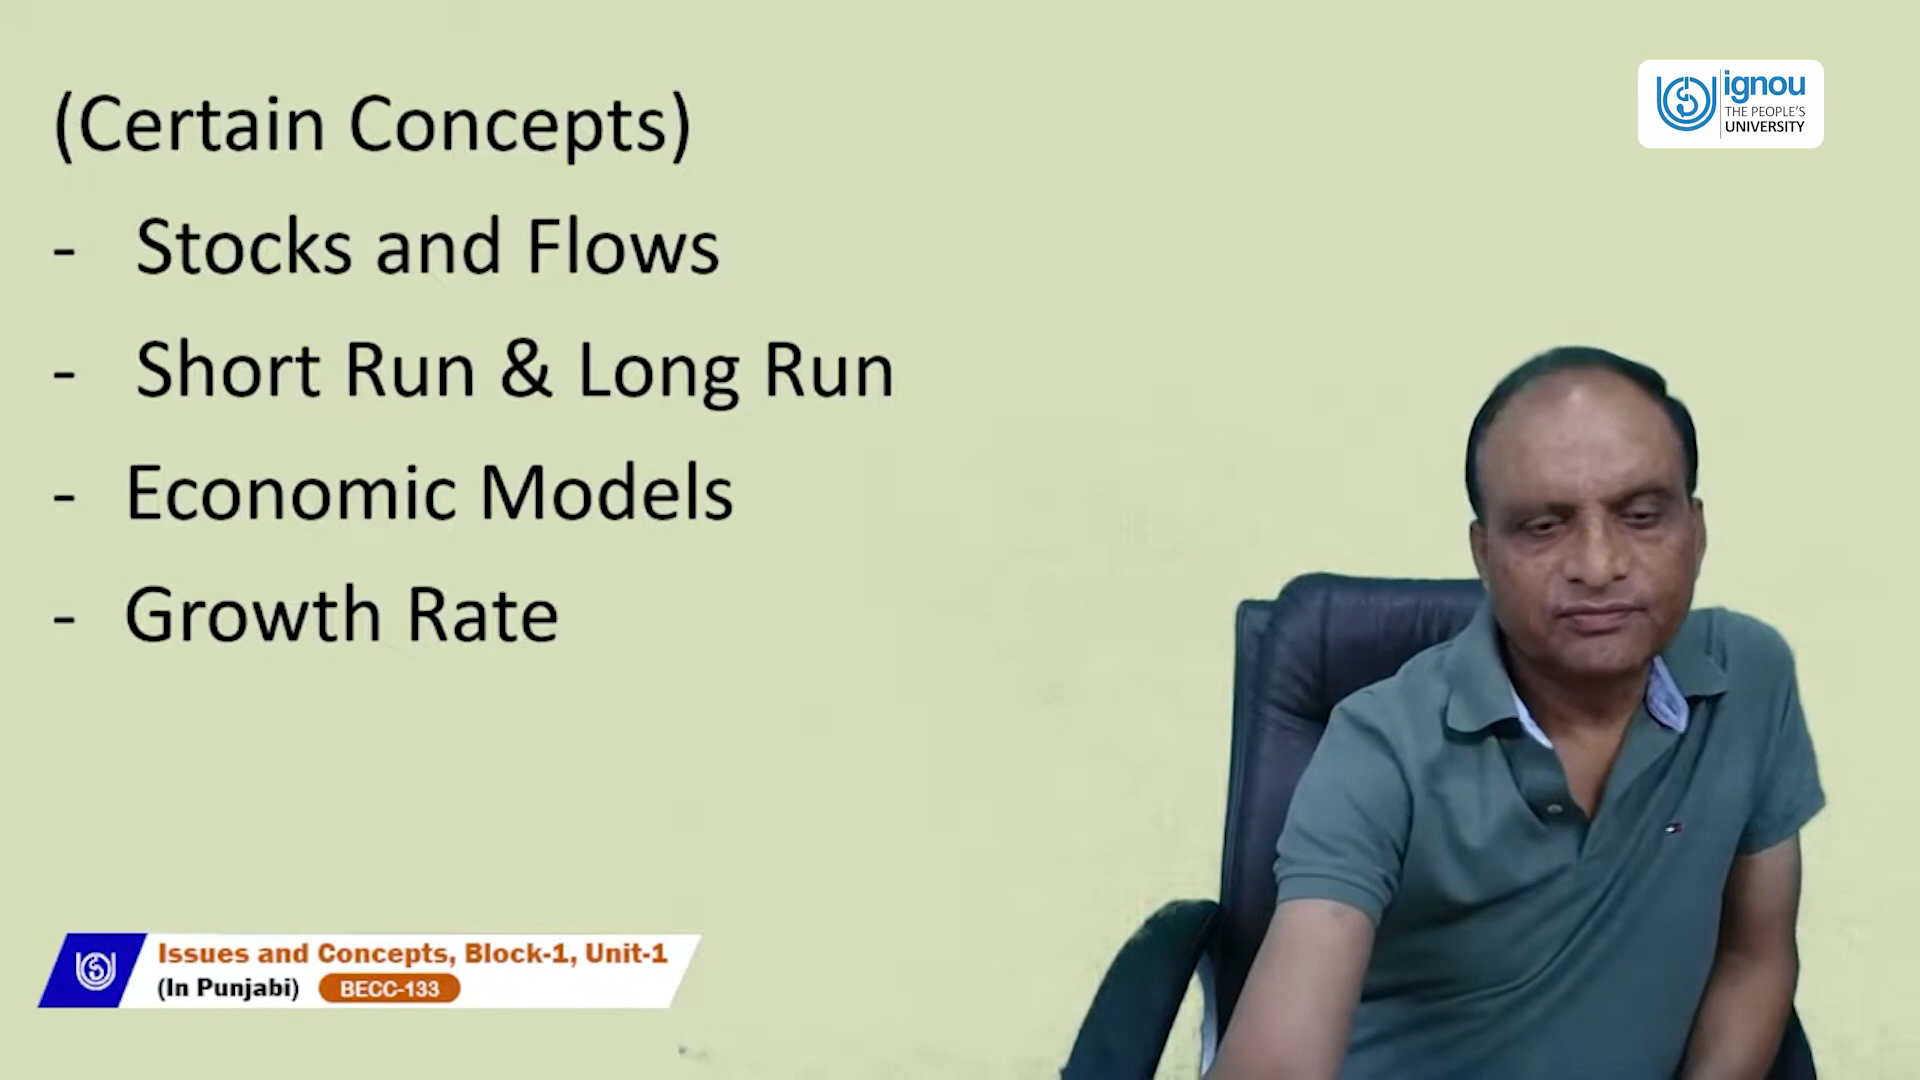 (Certain Concepts)
- Stocks and Flows
- Short Run & Long Run
- Economic Models
- Growth Rate
ignou
THE PEOPLE'S
UNIVERSITY
Issues and Concepts, Block-1, Unit-1
(In Punjabi) BECC-133